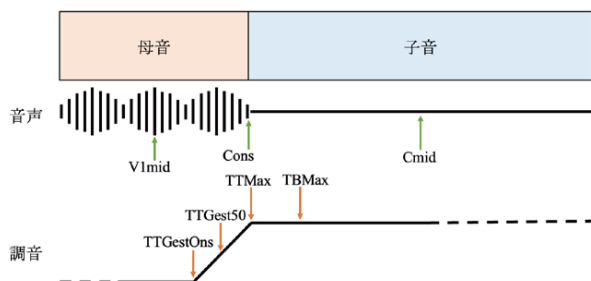 母音
子音
音声
V1mid
Cons
Cmid
TTMax
TBMax
TTGest50
TTGestOns
調音